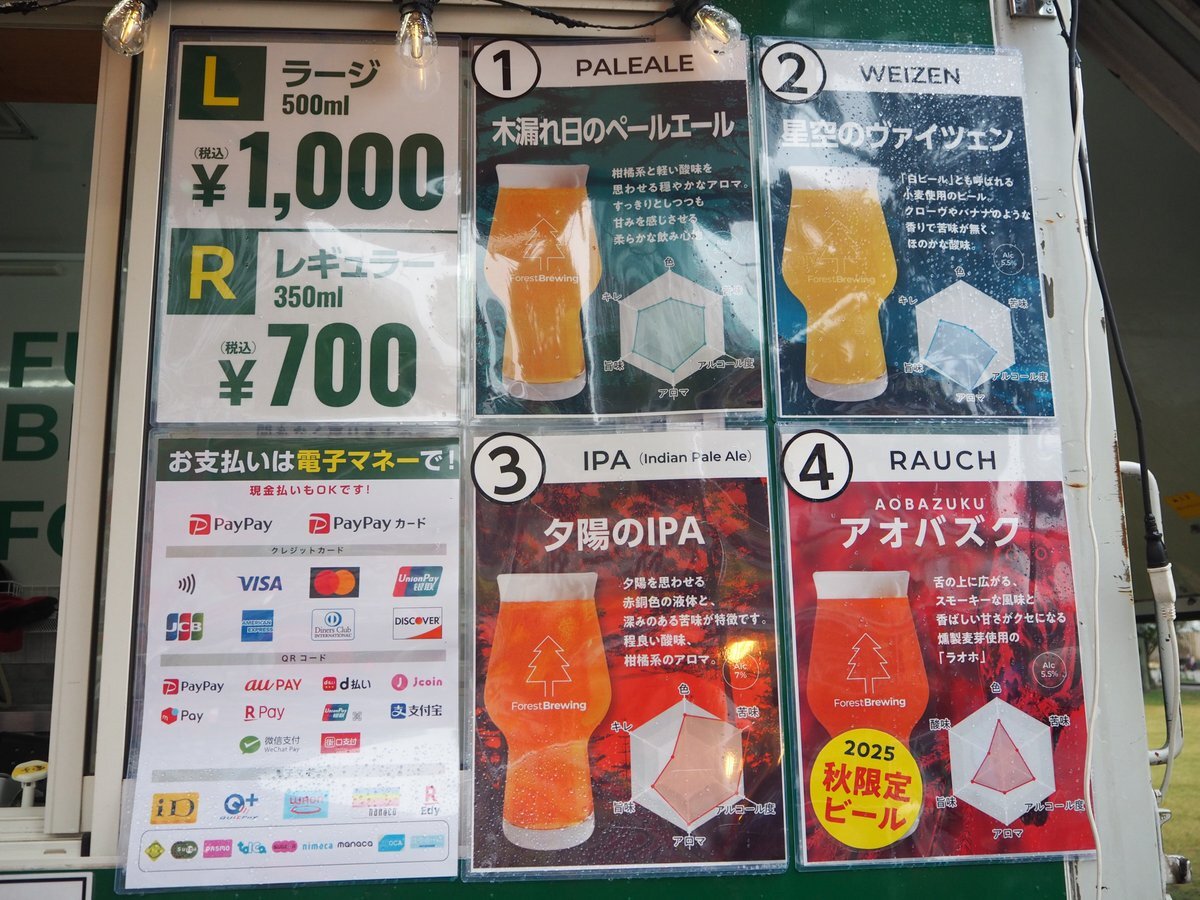 L
ラージ
500ml
(税込)
¥1,000
R
レギュラー
350ml
(税込)
¥700
1
PALEALE
木漏れ日のペールエール
柑橘系と軽い酸味を
思わせる穏やかなアロマ。
すっきりとしつつも
甘みを感じさせる
柔らかな飲み心
ForestBrewing
色
キレ
苦味
旨味
アルコール度
アロマ
2
WEIZEN
星空のヴァイツェン
「白ビール」とも呼ばれる
小麦使用のビール。
クローヴやバナナのような
香りで苦味が無く、
ほのかな酸味。
Alc
5.5%
ForestBrewing
色
キレ
苦味
旨味
アルコール度
アロマ
お支払いは電子マネーで!
現金払いもOKです!
PayPay
PayPay カード
クレジットカード
VISA
UnionPay
银联
JCB
AMERICAN EXPRESS
Diners Club
INTERNATIONAL
DISCOVER
QRコード
PayPay
au PAY
d払い
J coin
Pay
R Pay
UnionPay
银联
支付宝
微信支付
WeChat Pay
iD
QUICPay
WAON
nanaco
R
Edy
Suica
PASMO
toica
nimoca
manaca
ICOCA
3
IPA (Indian Pale Ale)
夕陽のIPA
夕陽を思わせる
赤銅色の液体と、
深みのある苦味が特徴です。
程良い酸味、
柑橘系のアロマ。
Alc
7%
ForestBrewing
色
キレ
苦味
旨味
アルコール度
アロマ
4
RAUCH
AOBAZUKU
アオバズク
舌の上に広がる、
スモーキーな風味と
香ばしい甘さがクセになる
燻製麦芽使用の
「ラオホ」
Alc
5.5%
ForestBrewing
2025
秋限定
ビール
色
酸味
苦味
旨味
アルコール度
アロマ
FU
B
FO